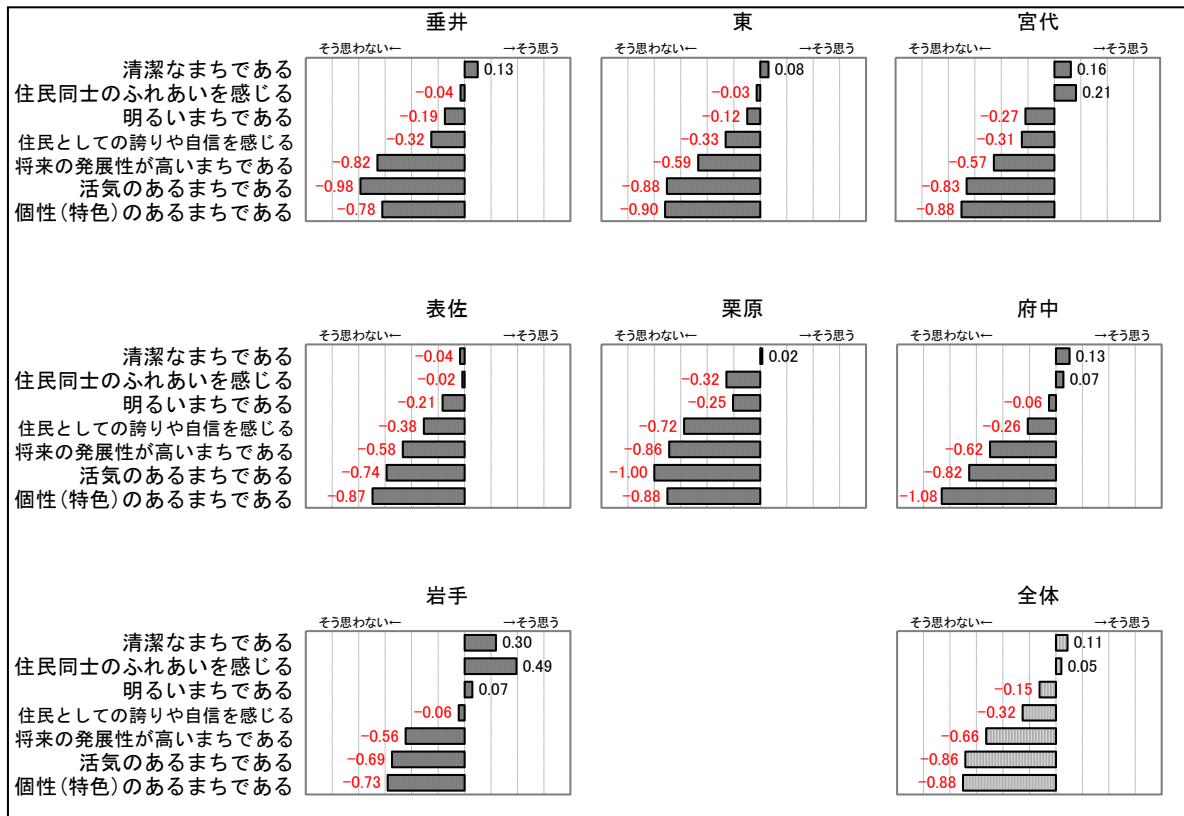 垂井 東 宮代
そう思わない← →そう思う そう思わない← →そう思う そう思わない← →そう思う
清潔なまちである 0.13 0.08 0.16
住民同士のふれあいを感じる -0.04 -0.03 0.21
明るいまちである -0.19 -0.12 -0.27
住民としての誇りや自信を感じる -0.32 -0.33 -0.31
将来の発展性が高いまちである -0.82 -0.59 -0.57
活気のあるまちである -0.98 -0.88 -0.83
個性(特色)のあるまちである -0.78 -0.90 -0.88
表佐 栗原 府中
そう思わない← →そう思う そう思わない← →そう思う そう思わない← →そう思う
清潔なまちである -0.04 0.02 0.13
住民同士のふれあいを感じる -0.02 -0.32 0.07
明るいまちである -0.21 -0.25 -0.06
住民としての誇りや自信を感じる -0.38 -0.72 -0.26
将来の発展性が高いまちである -0.58 -0.86 -0.62
活気のあるまちである -0.74 -1.00 -0.82
個性(特色)のあるまちである -0.87 -0.88 -1.08
岩手 全体
そう思わない← →そう思う そう思わない← →そう思う
清潔なまちである 0.30 0.11
住民同士のふれあいを感じる 0.49 0.05
明るいまちである 0.07 -0.15
住民としての誇りや自信を感じる -0.06 -0.32
将来の発展性が高いまちである -0.56 -0.66
活気のあるまちである -0.69 -0.86
個性(特色)のあるまちである -0.73 -0.88